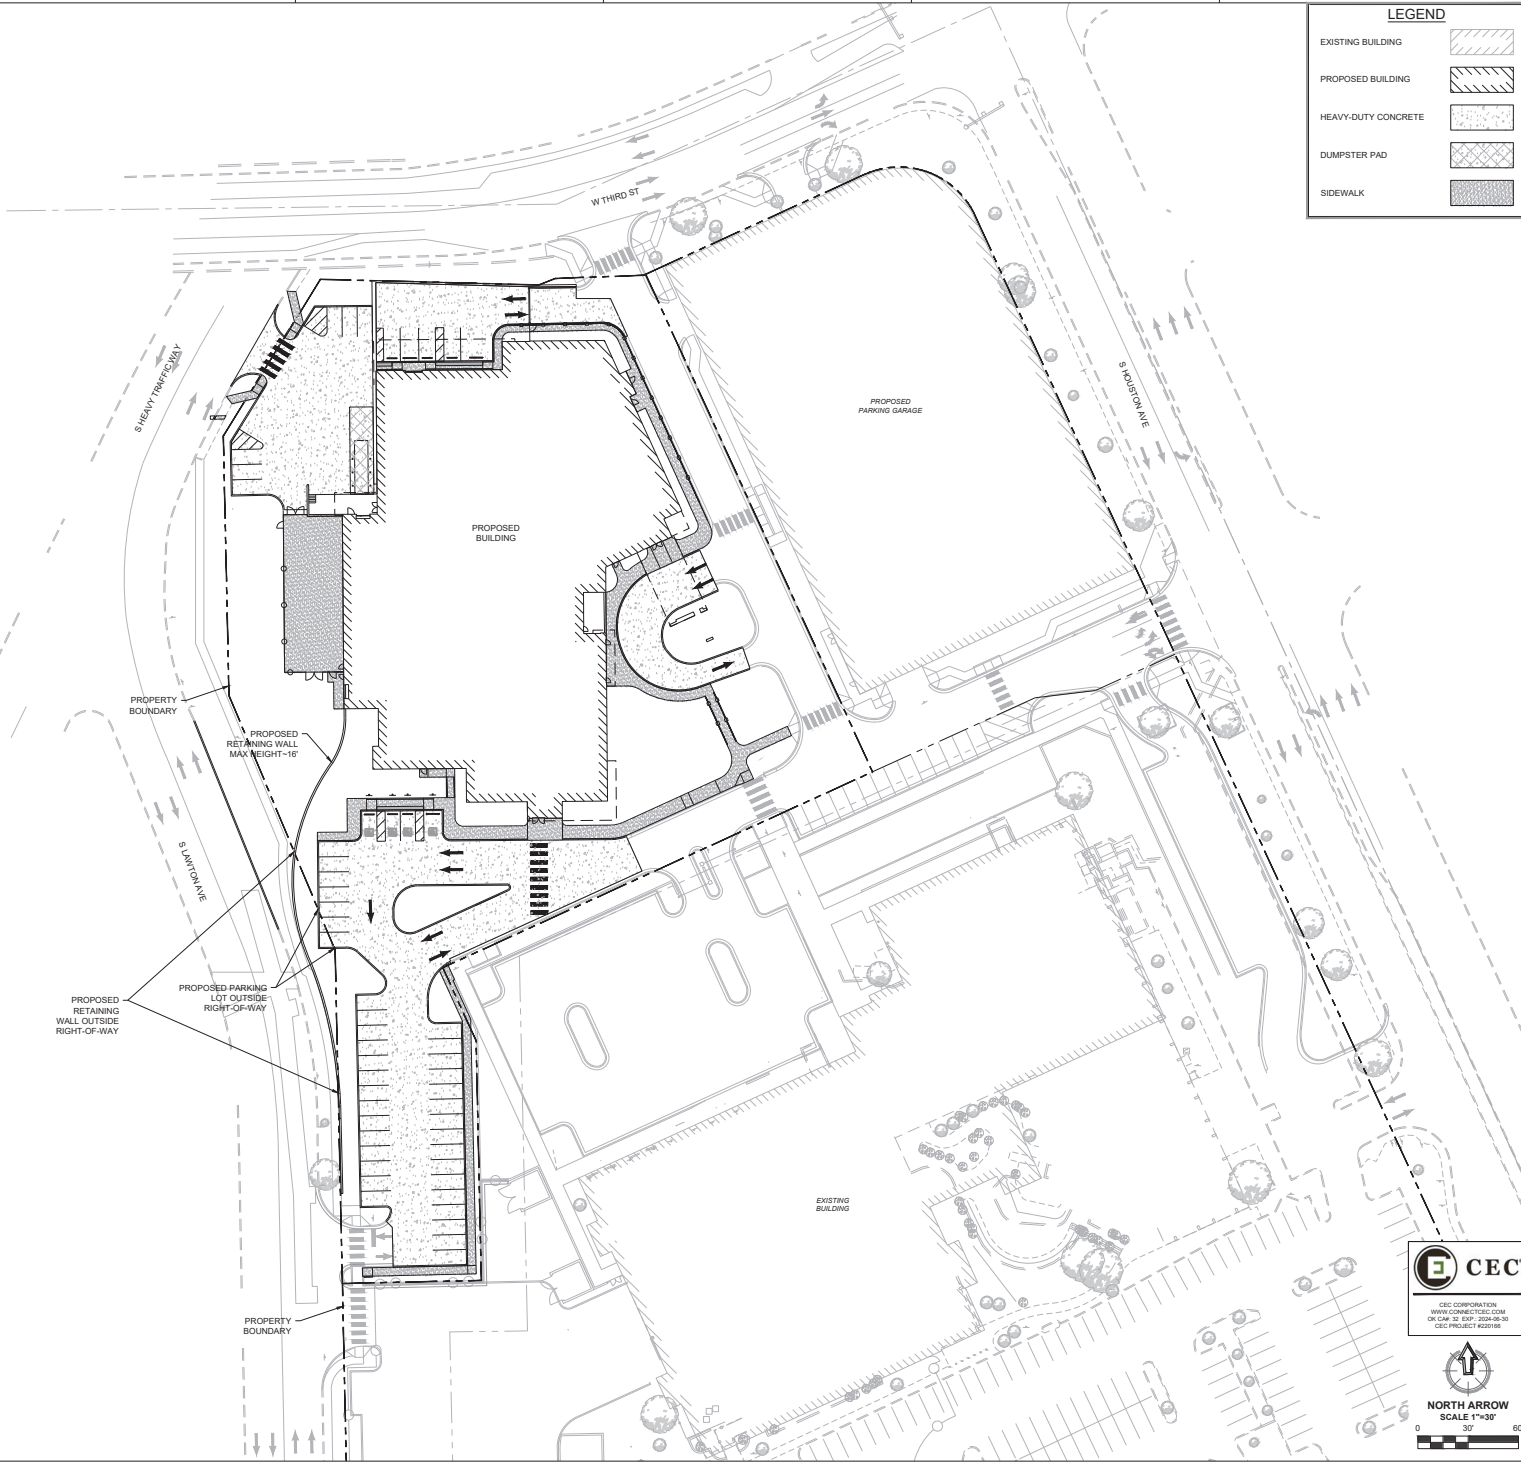 LEGEND
EXISTING BUILDING
PROPOSED BUILDING
HEAVY-DUTY CONCRETE
DUMPSTER PAD
SIDEWALK
W THIRD ST
S HEAVY TRAFFIC WAY
S HOUSTON AVE
PROPOSED
PARKING GARAGE
PROPOSED
BUILDING
PROPERTY
BOUNDARY
PROPOSED
RETAINING WALL
MAX HEIGHT~16'
S LAWTON AVE
PROPOSED PARKING
LOT OUTSIDE
RIGHT-OF-WAY
PROPOSED
RETAINING
WALL OUTSIDE
RIGHT-OF-WAY
EXISTING
BUILDING
PROPERTY
BOUNDARY
CEC
CEC CORPORATION
WWW.CONNECTCEC.COM
OK CA#: 32 EXP.: 2024-06-30
CEC PROJECT #220166
NORTH ARROW
SCALE 1"=30'
0 30' 60